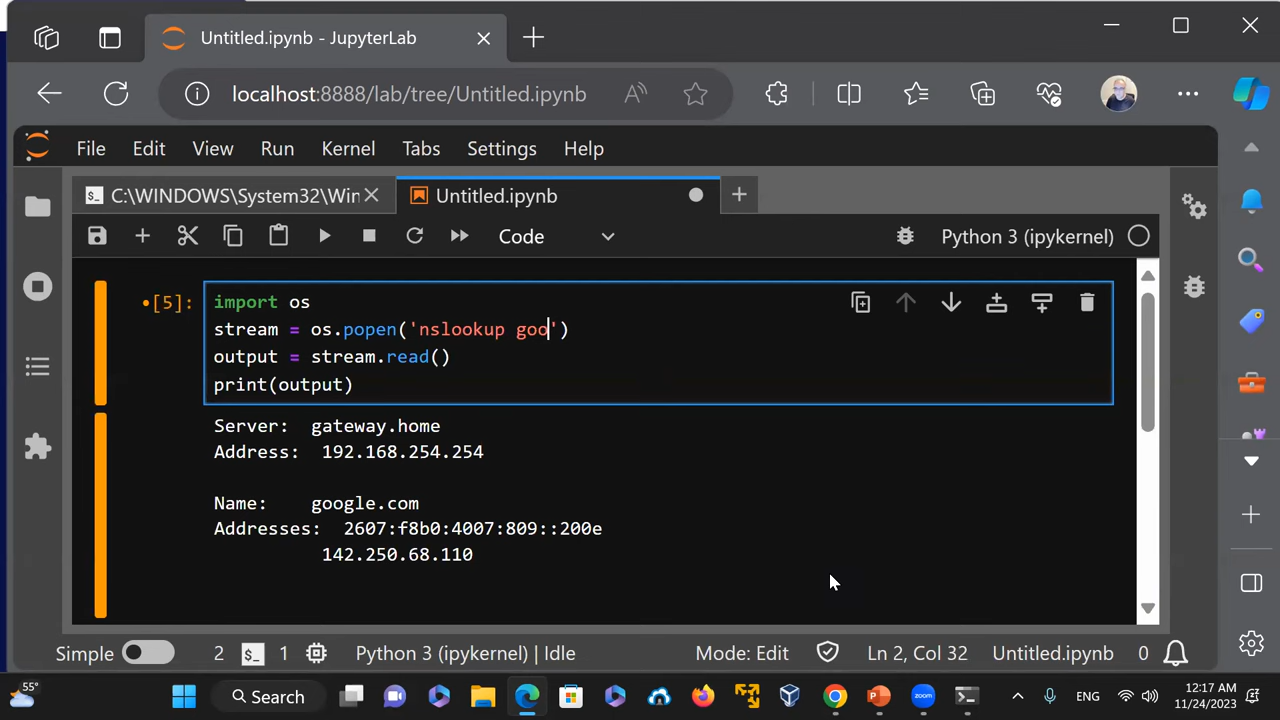 Untitled.ipynb - JupyterLab
localhost:8888/lab/tree/Untitled.ipynb
File Edit View Run Kernel Tabs Settings Help
C:\WINDOWS\System32\Win
Untitled.ipynb
Code
Python 3 (ipykernel)
[5]:
import os
stream = os.popen('nslookup goo')
output = stream.read()
print(output)
Server: gateway.home
Address: 192.168.254.254
Name: google.com
Addresses: 2607:f8b0:4007:809::200e
142.250.68.110
Simple 2 1 Python 3 (ipykernel) | Idle Mode: Edit Ln 2, Col 32 Untitled.ipynb 0
55°
Search
ENG
12:17 AM
11/24/2023